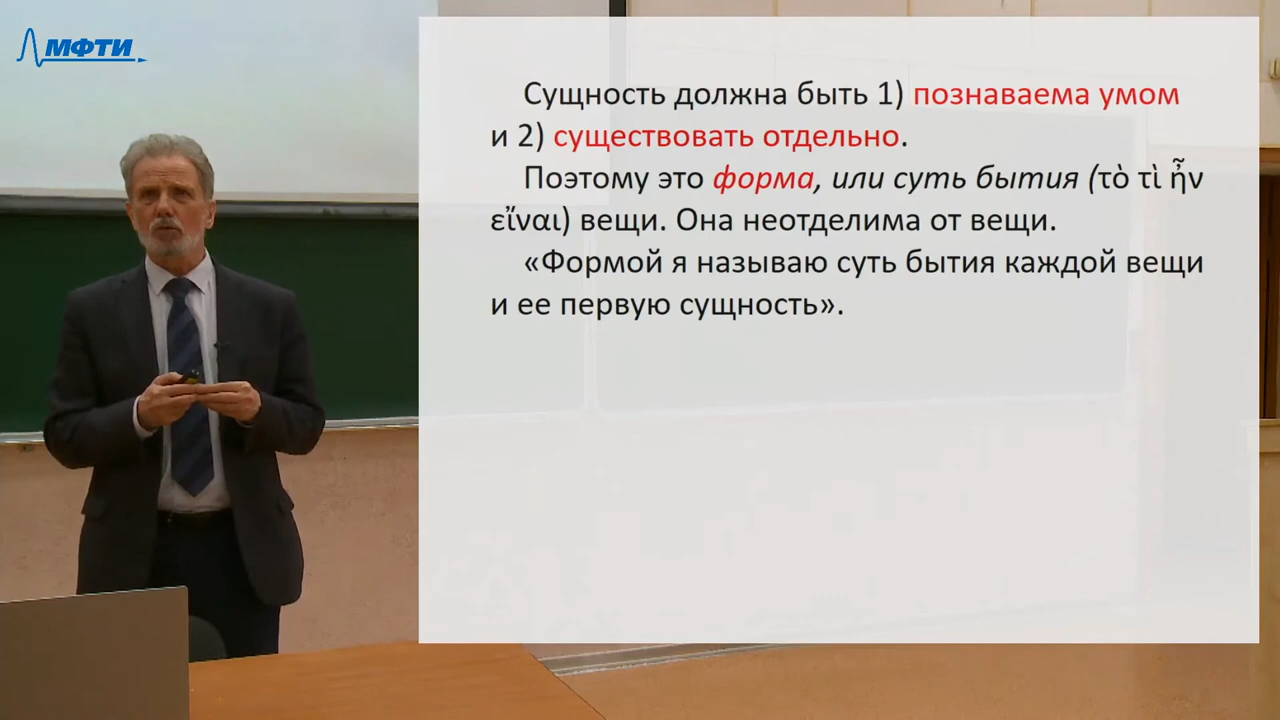 МФТИ
Сущность должна быть 1) познаваема умом
и 2) существовать отдельно.
Поэтому это форма, или суть бытия (τὸ τὶ ἦν
εἴναι) вещи. Она неотделима от вещи.
«Формой я называю суть бытия каждой вещи
и ее первую сущность».